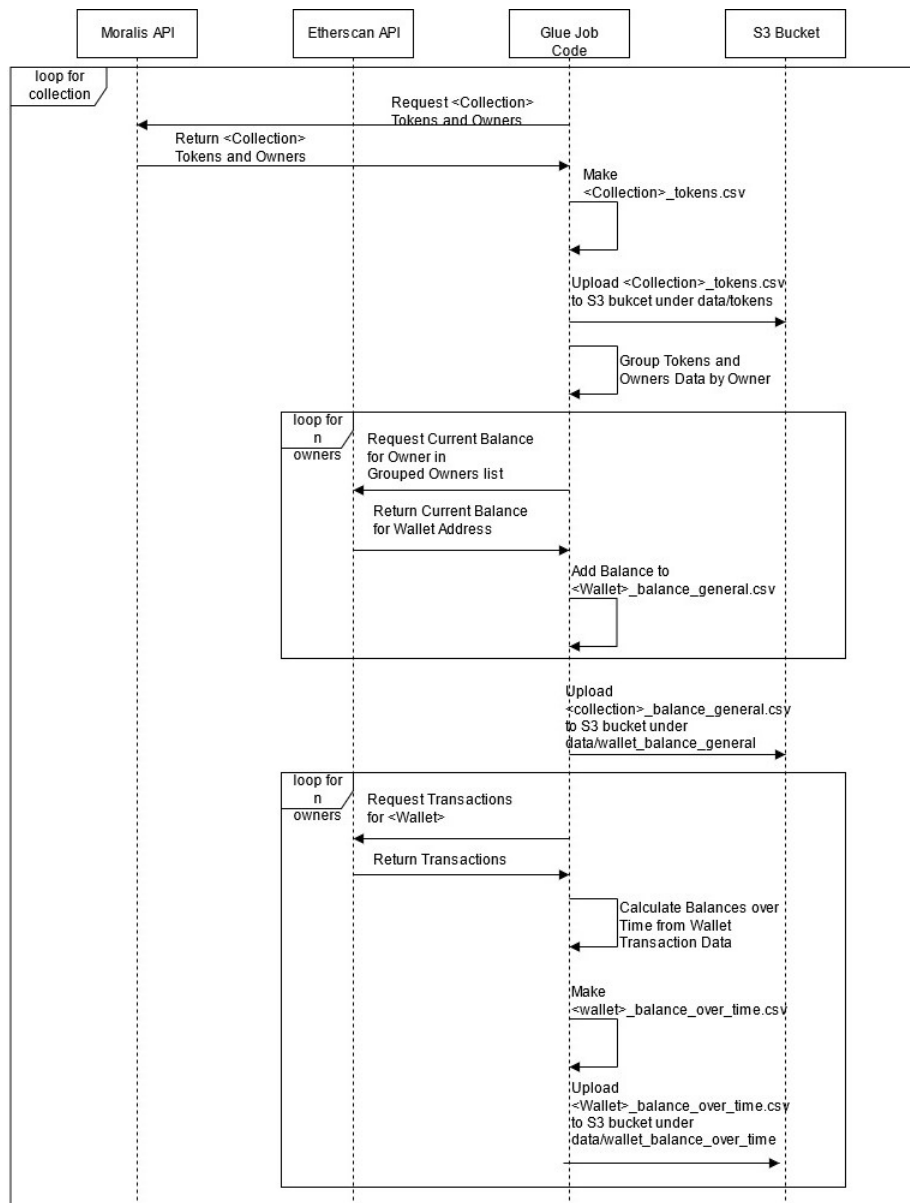 Moralis API
Etherscan API
Glue Job
Code
S3 Bucket
loop for
collection
Request <Collection>
Tokens and Owners
Return <Collection>
Tokens and Owners
Make
<Collection>_tokens.csv
Upload <Collection>_tokens.csv
to S3 bukcet under data/tokens
Group Tokens and
Owners Data by Owner
loop for
n
owners
Request Current Balance
for Owner in
Grouped Owners list
Return Current Balance
for Wallet Address
Add Balance to
<Wallet>_balance_general.csv
Upload
<collection>_balance_general.csv
to S3 bucket under
data/wallet_balance_general
loop for
n
owners
Request Transactions
for <Wallet>
Return Transactions
Calculate Balances over
Time from Wallet
Transaction Data
Make
<wallet>_balance_over_time.csv
Upload
<Wallet>_balance_over_time.csv
to S3 bucket under
data/wallet_balance_over_time